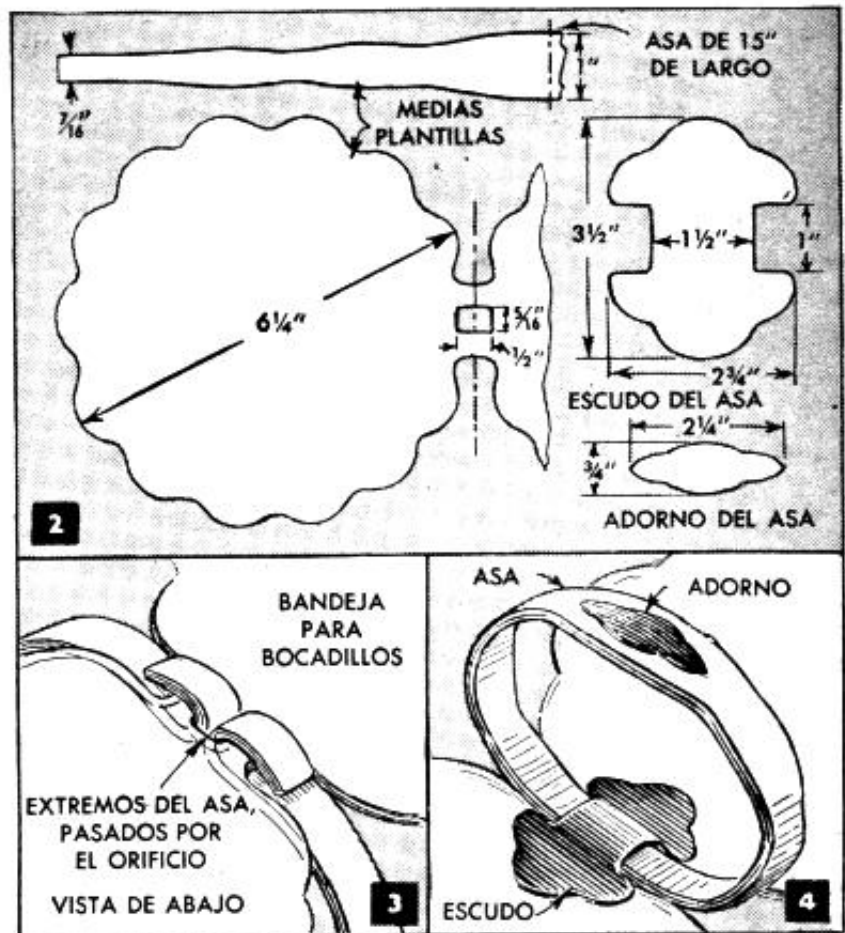 ASA DE 15"
DE LARGO
1"
7/16"
MEDIAS
PLANTILLAS
3½"
1½"
1"
6¼"
5/16"
½"
2¾"
ESCUDO DEL ASA
2¼"
¾"
ADORNO DEL ASA
2
BANDEJA
PARA
BOCADILLOS
EXTREMOS DEL ASA,
PASADOS POR
EL ORIFICIO
VISTA DE ABAJO
3
ASA
ADORNO
ESCUDO
4